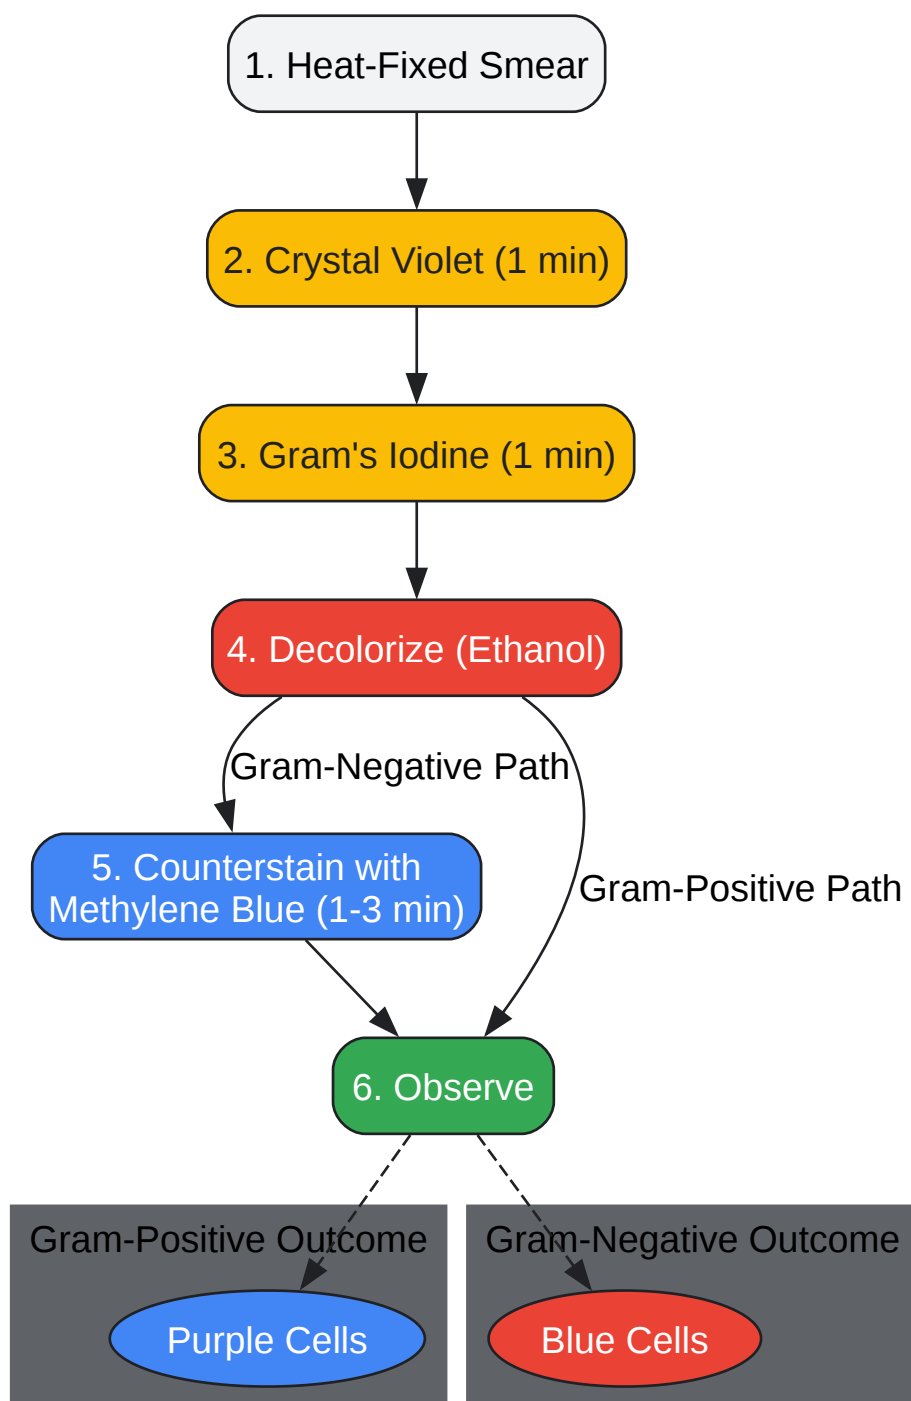 1. Heat-Fixed Smear
2. Crystal Violet (1 min)
3. Gram's Iodine (1 min)
4. Decolorize (Ethanol)
Gram-Negative Path
5. Counterstain with
Methylene Blue (1-3 min)
Gram-Positive Path
6. Observe
Gram-Positive Outcome
Gram-Negative Outcome
Purple Cells
Blue Cells